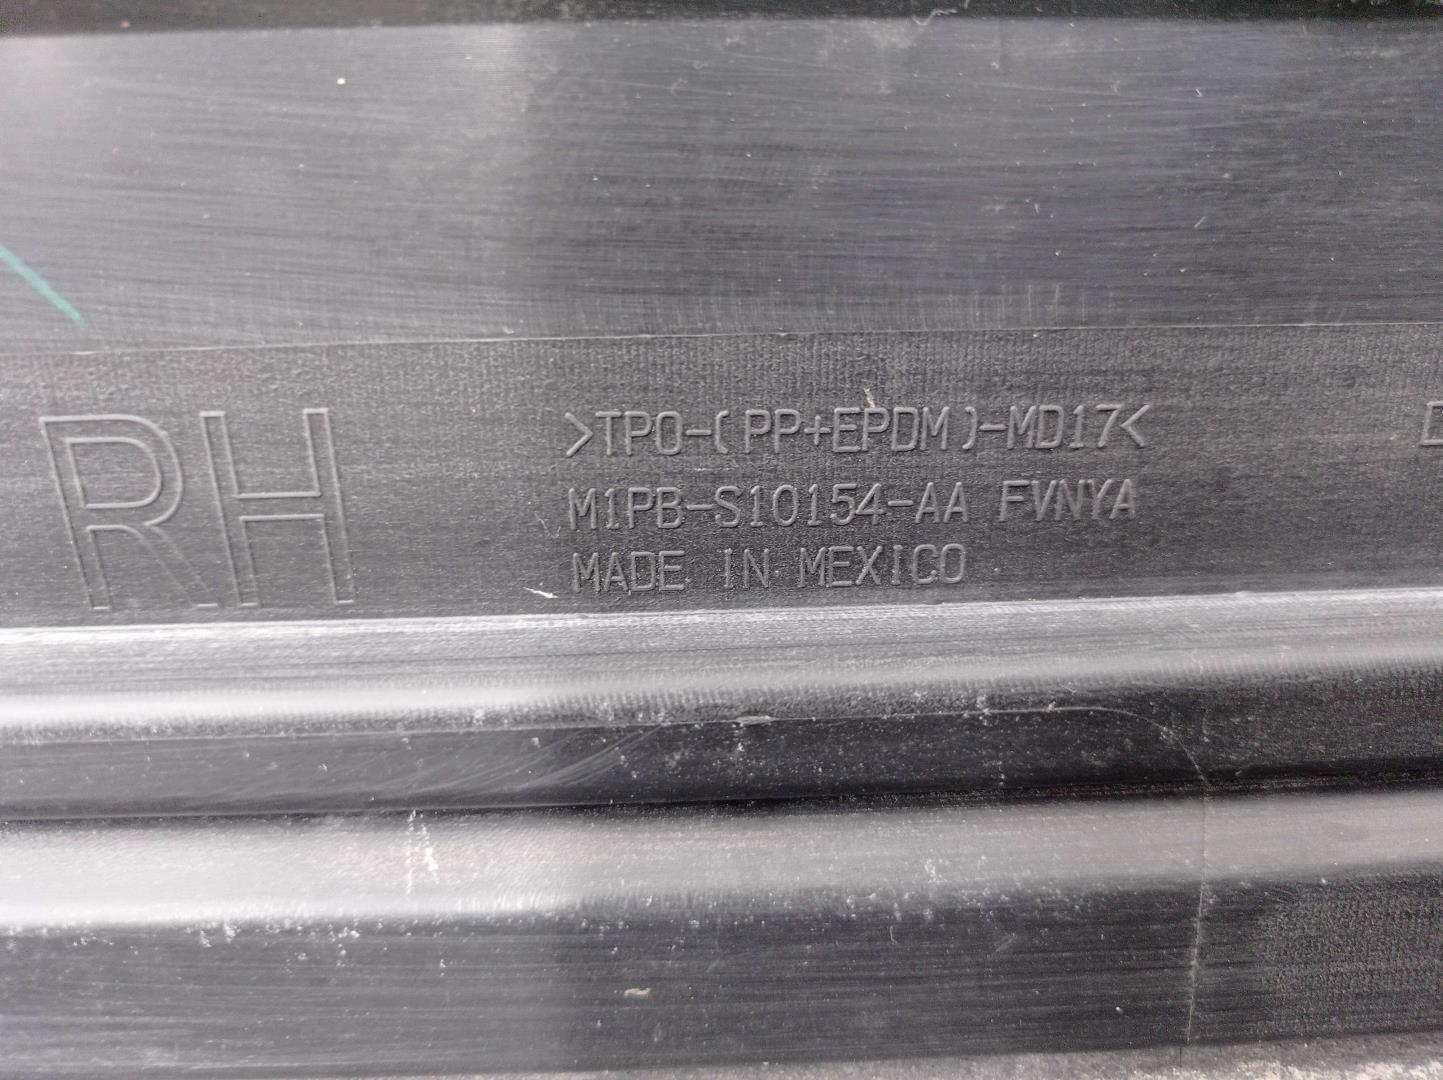 RH
>TPO-(PP+EPDM)-MD17<
M1PB-S10154-AA FVNYA
MADE IN MEXICO